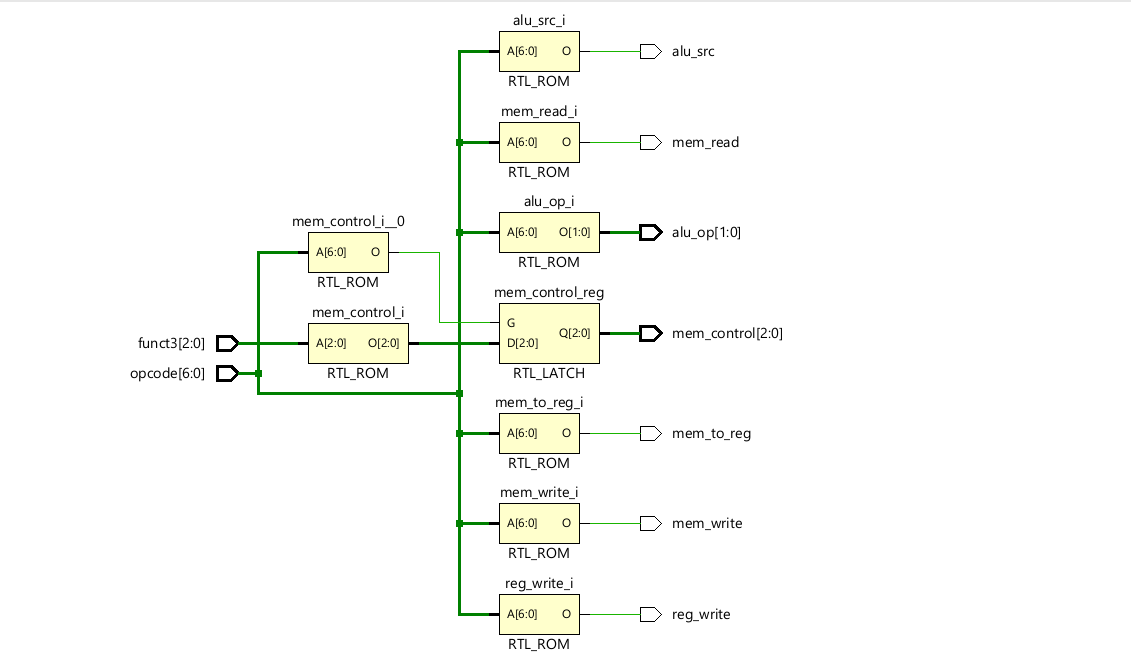 alu_src_i
A[6:0] O
RTL_ROM
alu_src
mem_read_i
A[6:0] O
RTL_ROM
mem_read
alu_op_i
A[6:0] O[1:0]
RTL_ROM
alu_op[1:0]
mem_control_i__0
A[6:0] O
RTL_ROM
mem_control_i
A[2:0] O[2:0]
RTL_ROM
funct3[2:0]
opcode[6:0]
mem_control_reg
G
D[2:0]
Q[2:0]
RTL_LATCH
mem_control[2:0]
mem_to_reg_i
A[6:0] O
RTL_ROM
mem_to_reg
mem_write_i
A[6:0] O
RTL_ROM
mem_write
reg_write_i
A[6:0] O
RTL_ROM
reg_write